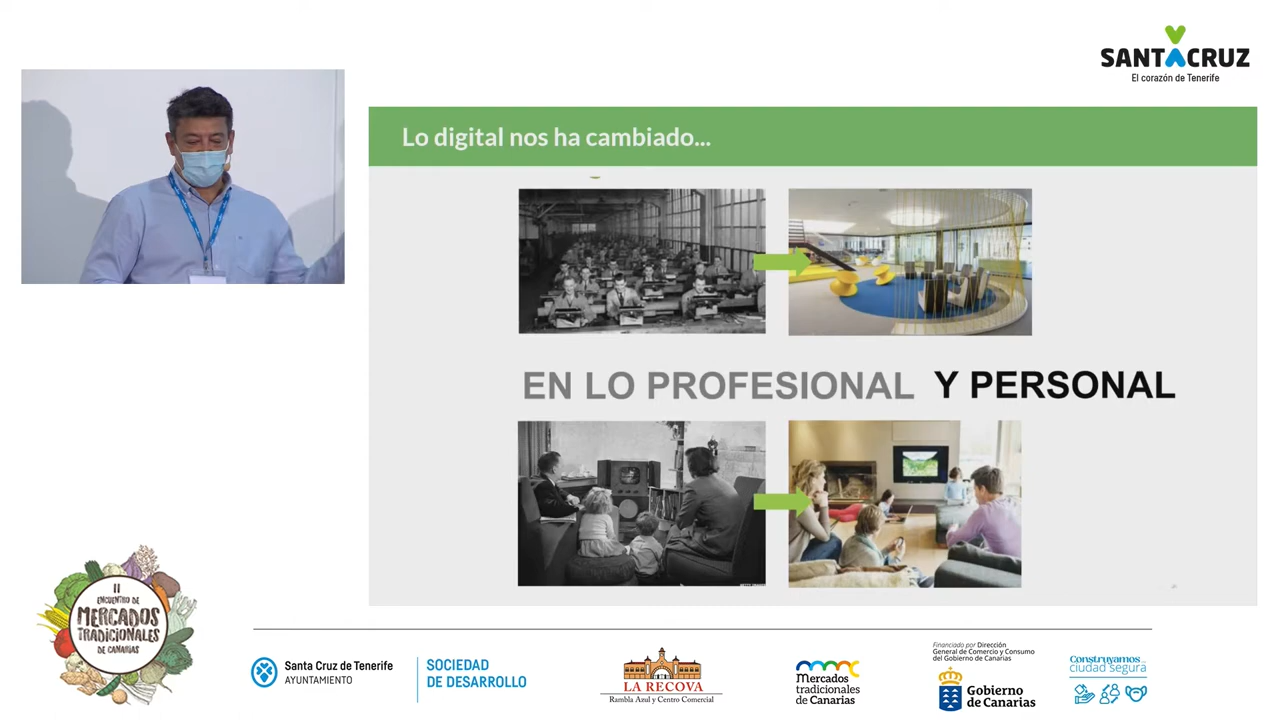 SANTACRUZ
El corazón de Tenerife
Lo digital nos ha cambiado...
EN LO PROFESIONAL Y PERSONAL
II
ENCUENTRO DE
MERCADOS
TRADICIONALES
DE CANARIAS
Santa Cruz de Tenerife
AYUNTAMIENTO
SOCIEDAD
DE DESARROLLO
LA RECOVA
Rambla Azul y Centro Comercial
Mercados
tradicionales
de Canarias
Financiado por Dirección
General de Comercio y Consumo
del Gobierno de Canarias
Gobierno
de Canarias
Construyamos
ciudad segura